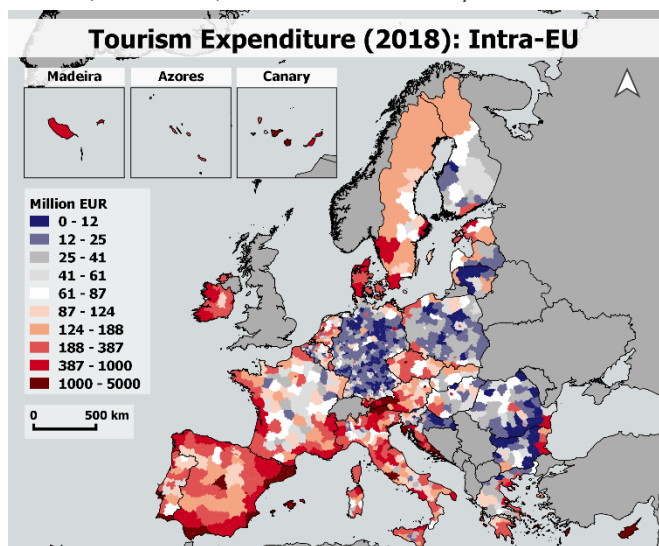 Tourism Expenditure (2018): Intra-EU
Madeira
Azores
Canary
Million EUR
0 - 12
12 - 25
25 - 41
41 - 61
61 - 87
87 - 124
124 - 188
188 - 387
387 - 1000
1000 - 5000
0 500 km